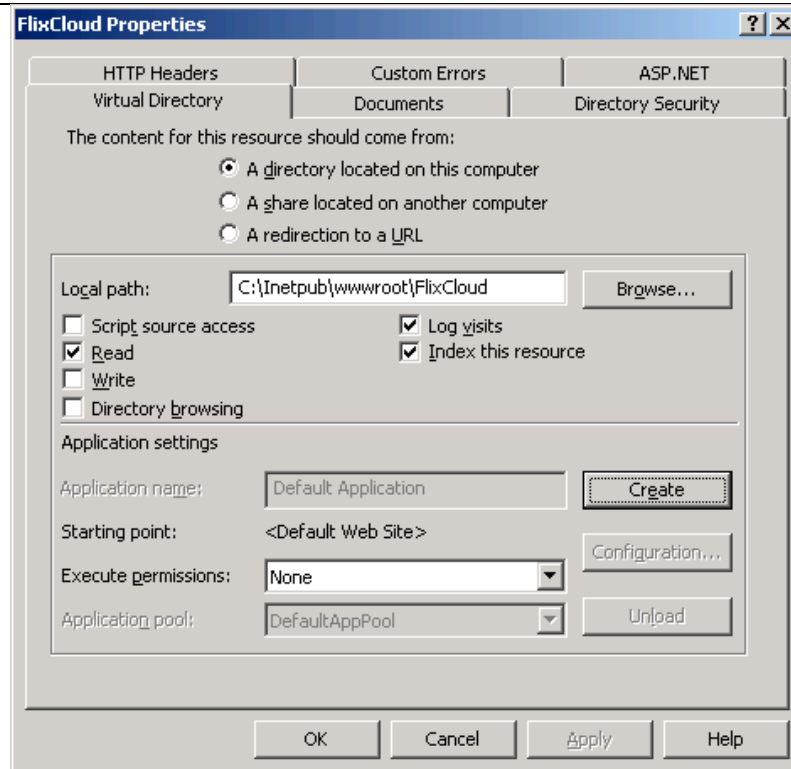 FlixCloud Properties
HTTP Headers Custom Errors ASP.NET
Virtual Directory Documents Directory Security
The content for this resource should come from:
A directory located on this computer
A share located on another computer
A redirection to a URL
Local path: C:\Inetpub\wwwroot\FlixCloud Browse...
Script source access Log visits
Read Index this resource
Write
Directory browsing
Application settings
Application name: Default Application Create
Starting point: <Default Web Site>
Configuration...
Execute permissions: None
Application pool: DefaultAppPool Unload
OK Cancel Apply Help